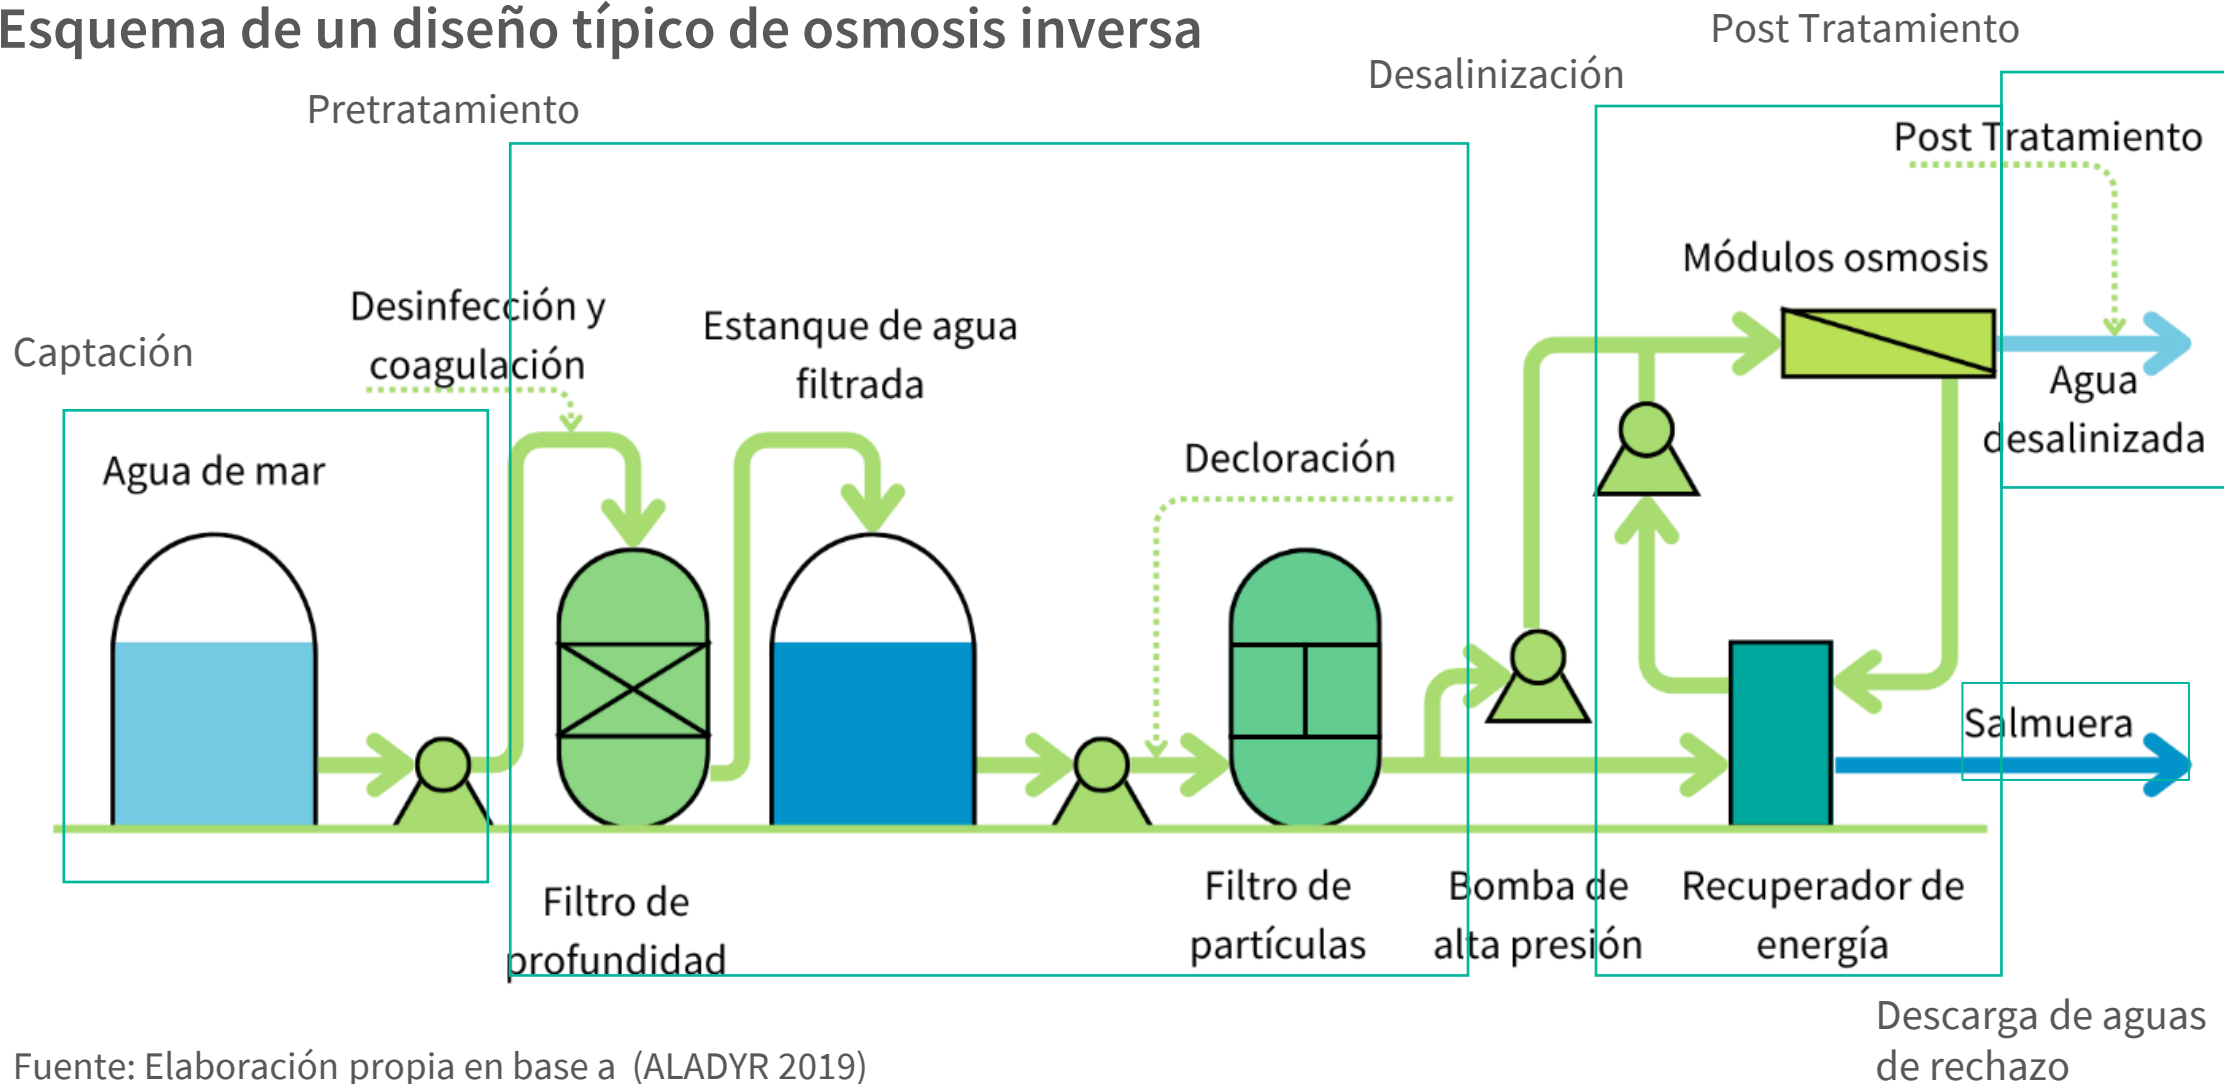 Esquema de un diseño típico de osmosis inversa
Post Tratamiento
Desalinización
Pretratamiento
Post Tratamiento
Módulos osmosis
Desinfección y
coagulación
Estanque de agua
filtrada
Captación
Agua
desalinizada
Agua de mar
Decloración
Salmuera
Filtro de
profundidad
Filtro de
partículas
Bomba de
alta presión
Recuperador de
energía
Descarga de aguas
de rechazo
Fuente: Elaboración propia en base a (ALADYR 2019)